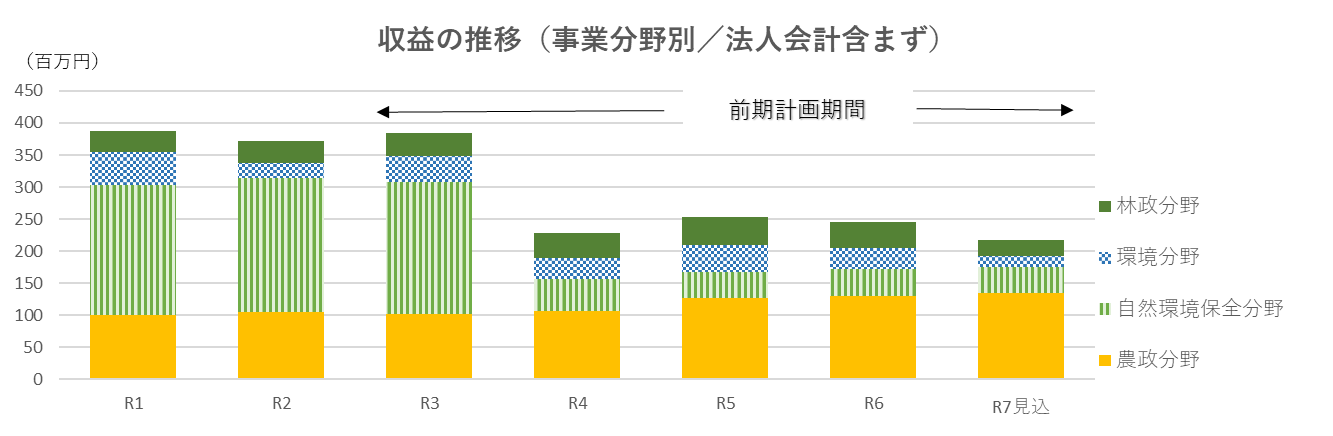 収益の推移（事業分野別／法人会計含まず）
（百万円）
450
400
350
300
250
200
150
100
50
0
前期計画期間
R1
R2
R3
R4
R5
R6
R7見込
林政分野
環境分野
自然環境保全分野
農政分野